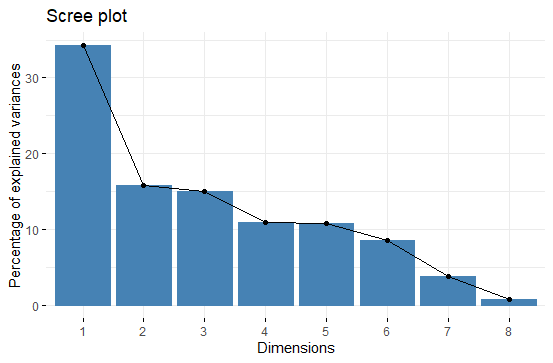 Scree plot
Percentage of explained variances
30
20
10
0
1 2 3 4 5 6 7 8
Dimensions